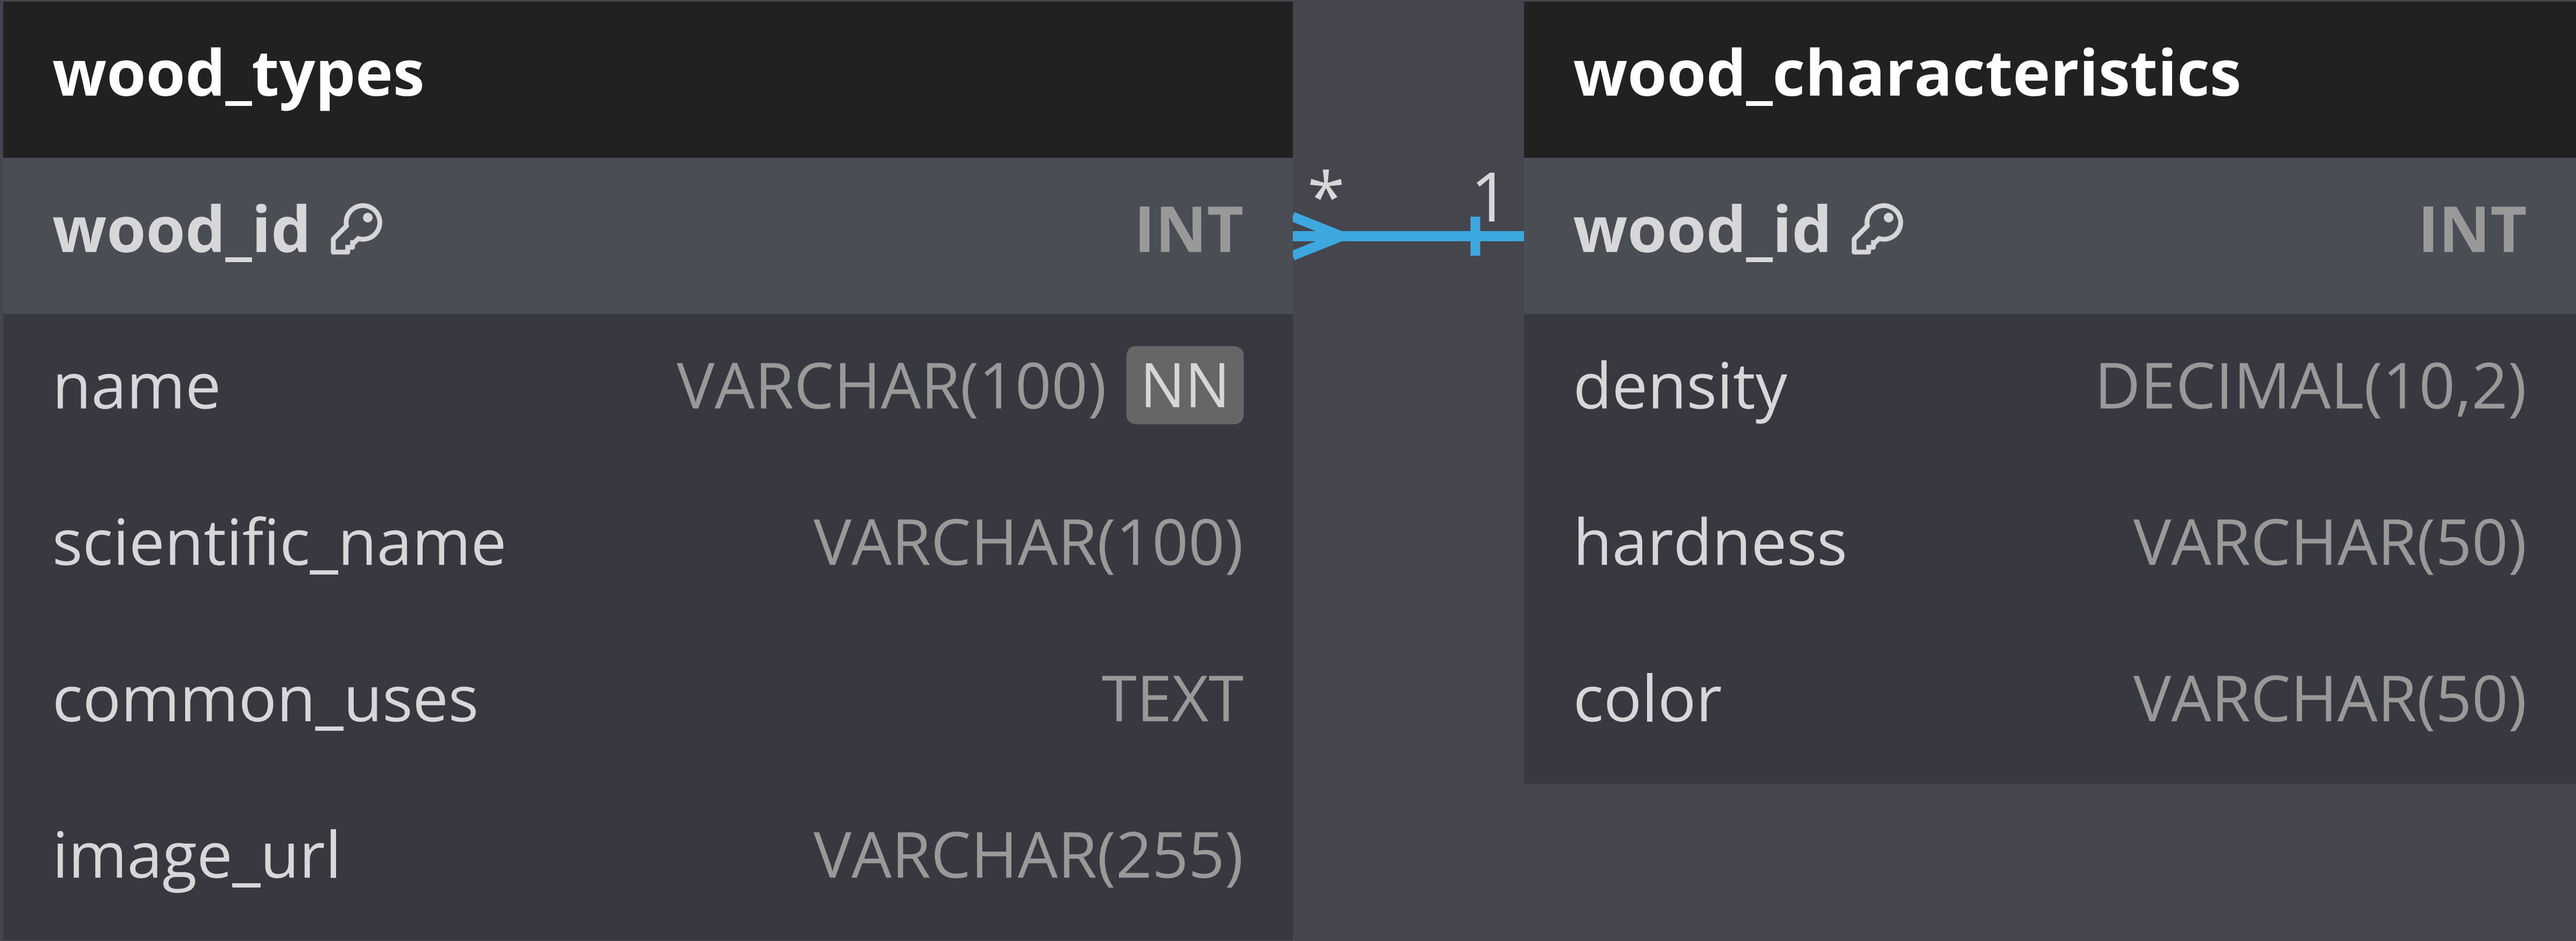 wood_types
wood_id INT
name VARCHAR(100) NN
scientific_name VARCHAR(100)
common_uses TEXT
image_url VARCHAR(255)
* 1
wood_characteristics
wood_id INT
density DECIMAL(10,2)
hardness VARCHAR(50)
color VARCHAR(50)